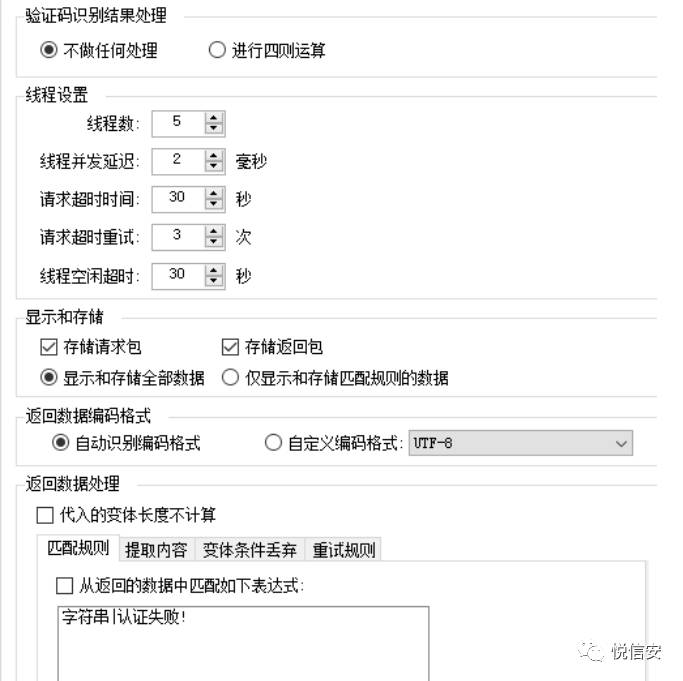 验证码识别结果处理
不做任何处理 进行四则运算
线程设置
线程数: 5
线程并发延迟: 2 毫秒
请求超时时间: 30 秒
请求超时重试: 3 次
线程空闲超时: 30 秒
显示和存储
存储请求包 存储返回包
显示和存储全部数据 仅显示和存储匹配规则的数据
返回数据编码格式
自动识别编码格式 自定义编码格式: UTF-8
返回数据处理
代入的变体长度不计算
匹配规则 提取内容 变体条件丢弃 重试规则
从返回的数据中匹配如下表达式:
字符串|认证失败!
悦信安